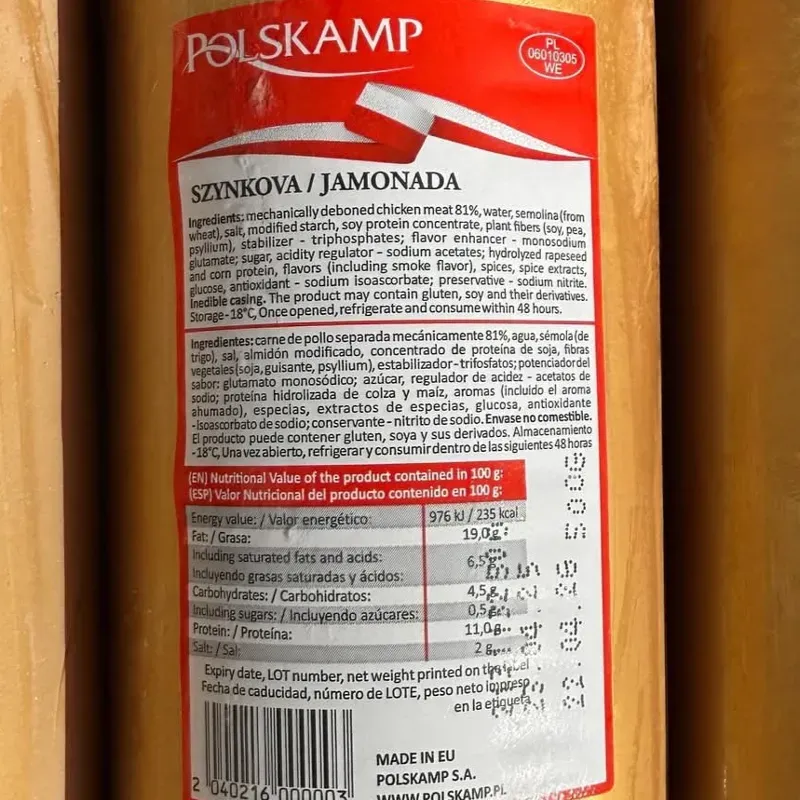 POLSKAMP
PL
06010305
WE
SZYNKOVA / JAMONADA
Ingredients: mechanically deboned chicken meat 81%, water, semolina (from
wheat), salt, modified starch, soy protein concentrate, plant fibers (soy, pea,
psyllium), stabilizer - triphosphates; flavor enhancer - monosodium
glutamate; sugar, acidity regulator - sodium acetates; hydrolyzed rapeseed
and corn protein, flavors (including smoke flavor), spices, spice extracts,
glucose, antioxidant - sodium isoascorbate; preservative - sodium nitrite.
Inedible casing. The product may contain gluten, soy and their derivatives.
Storage -18°C, Once opened, refrigerate and consume within 48 hours.
Ingredientes: carne de pollo separada mecánicamente 81%, agua, sémola (de
trigo), sal, almidón modificado, concentrado de proteína de soja, fibras
vegetales (soja, guisante, psyllium), estabilizador - trifosfatos; potenciador del
sabor: glutamato monosódico; azúcar, regulador de acidez - acetatos de
sodio; proteína hidrolizada de colza y maíz, aromas (incluido el aroma
ahumado), especias, extractos de especias, glucosa, antioxidante
-isoascorbato de sodio; conservante - nitrito de sodio. Envase no comestible.
El producto puede contener gluten, soya y sus derivados. Almacenamiento
-18°C, Una vez abierto, refrigerar y consumir dentro de las siguientes 48 horas
(EN) Nutritional Value of the product contained in 100 g:
(ESP) Valor Nutricional del producto contenido en 100 g:
Energy value: / Valor energético: 976 kJ / 235 kcal
Fat: / Grasa: 19,0 g
Including saturated fats and acids:
Incluyendo grasas saturadas y ácidos: 6,5 g
Carbohydrates: / Carbohidratos: 4,5 g
Including sugars: / Incluyendo azúcares: 0,5 g
Protein: / Proteína: 11,0 g
Salt: / Sal: 2 g
Expiry date, LOT number, net weight printed on the label
Fecha de caducidad, número de LOTE, peso neto impreso
en la etiqueta
2 040216 000003
MADE IN EU
POLSKAMP S.A.
WWW.POLSKAMP.PL